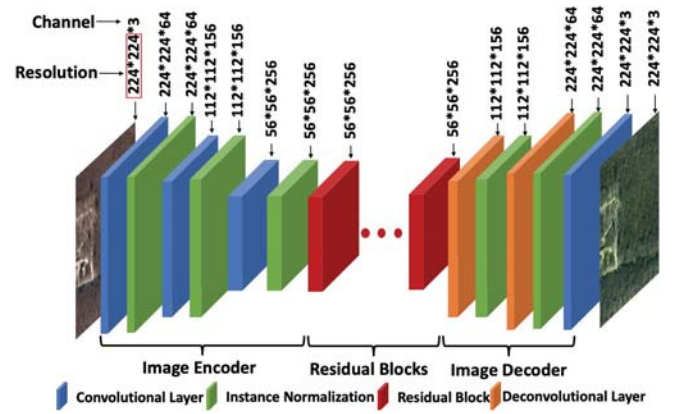 Channel
Resolution
224*224*3
224*224*64
224*224*64
112*112*156
112*112*156
56*56*256
56*56*256
56*56*256
56*56*256
112*112*156
112*112*156
224*224*64
224*224*64
224*224*3
224*224*3
Image Encoder
Residual Blocks
Image Decoder
Convolutional Layer
Instance Normalization
Residual Block
Deconvolutional Layer